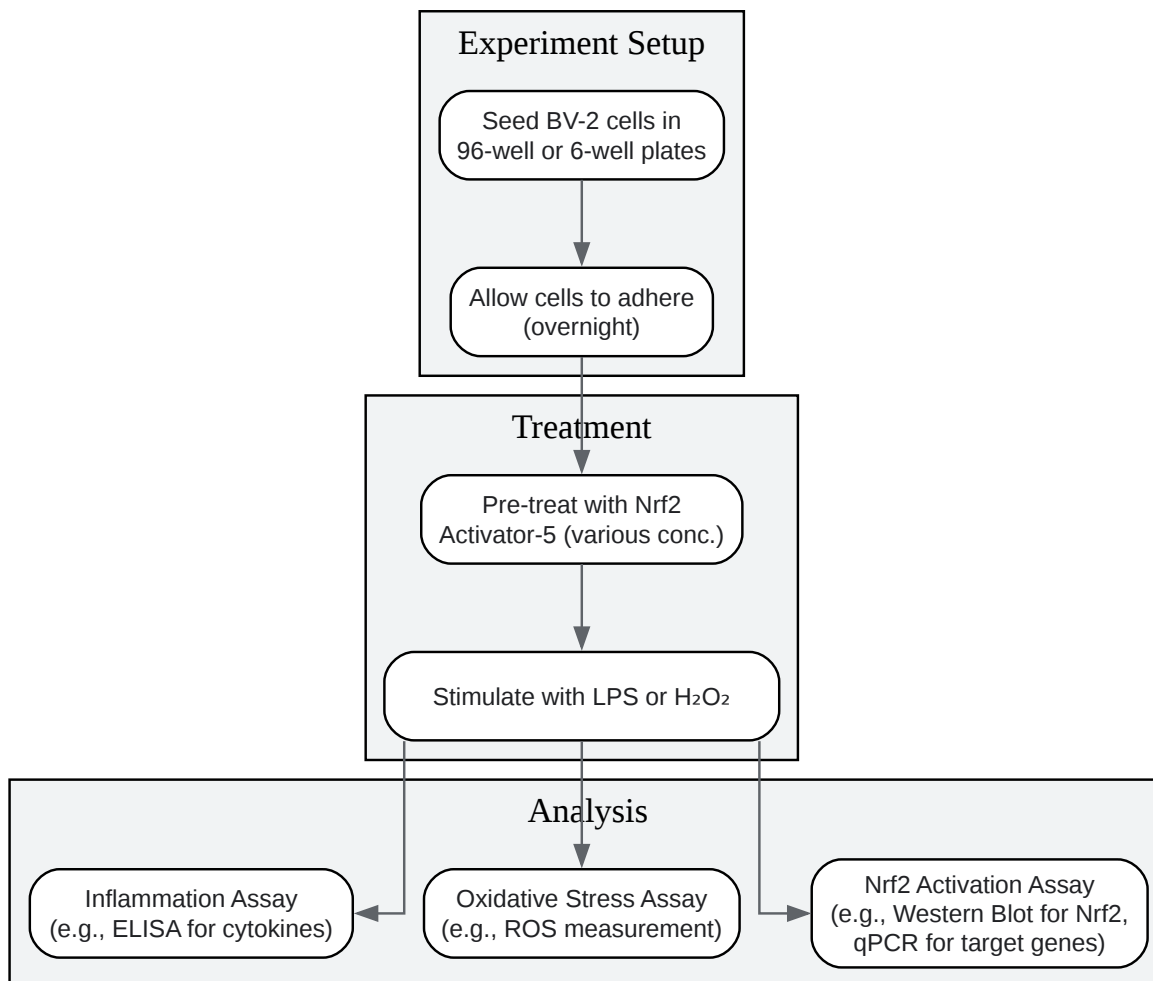 Experiment Setup
Seed BV-2 cells in
96-well or 6-well plates
Allow cells to adhere
(overnight)
Treatment
Pre-treat with Nrf2
Activator-5 (various conc.)
Stimulate with LPS or H₂O₂
Analysis
Inflammation Assay
(e.g., ELISA for cytokines)
Oxidative Stress Assay
(e.g., ROS measurement)
Nrf2 Activation Assay
(e.g., Western Blot for Nrf2,
qPCR for target genes)